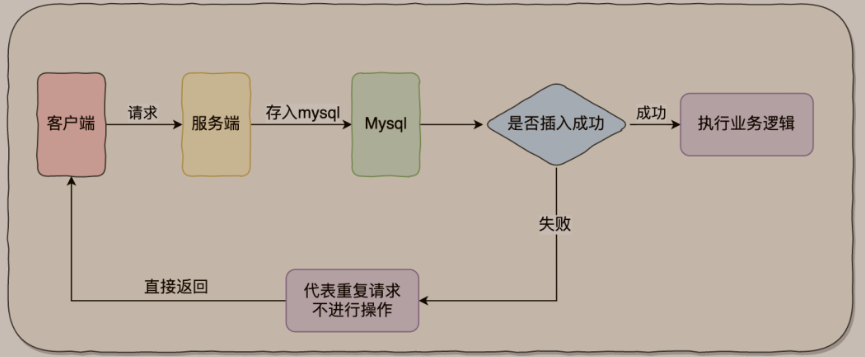 客户端
请求
服务端
存入mysql
Mysql
是否插入成功
成功
执行业务逻辑
失败
代表重复请求
不进行操作
直接返回